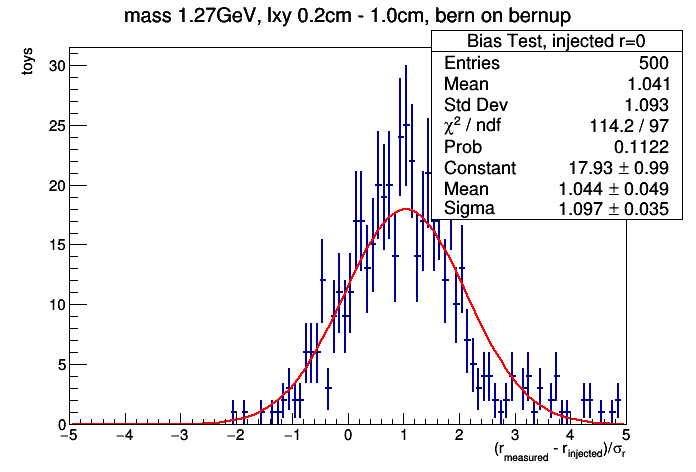 mass 1.27GeV, lxy 0.2cm - 1.0cm, bern on bernup
Bias Test, injected r=0
Entries 500
Mean 1.041
Std Dev 1.093
χ² / ndf 114.2 / 97
Prob 0.1122
Constant 17.93 ± 0.99
Mean 1.044 ± 0.049
Sigma 1.097 ± 0.035
toys
30
25
20
15
10
5
0
−5 −4 −3 −2 −1 0 1 2 3 4 5
(r_measured - r_injected)/σ_r